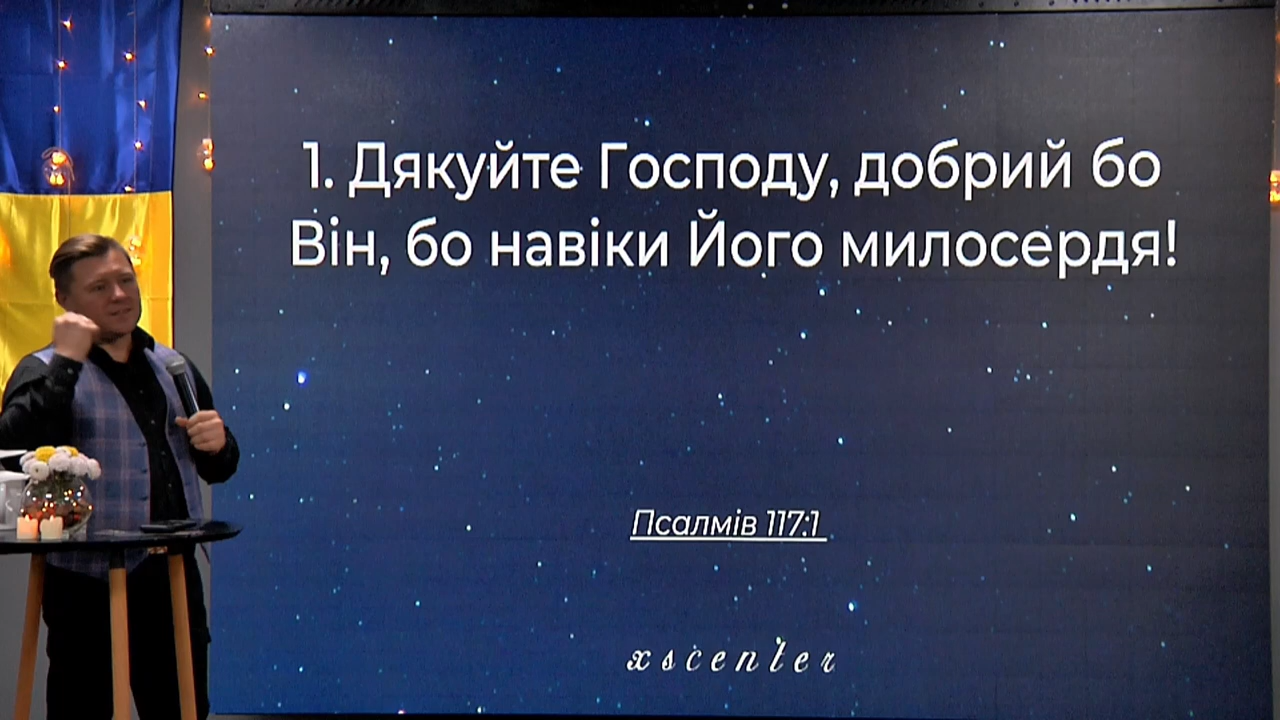 1. Дякуйте Господу, добрий бо
Він, бо навіки Його милосердя!
Псалмів 117:1
xscenter